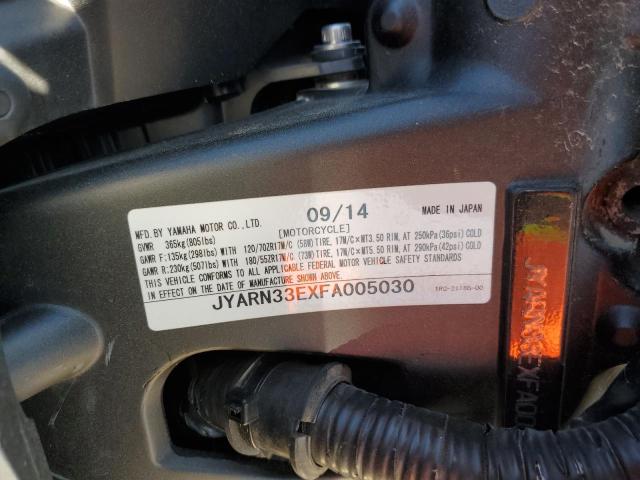 09/14
MADE IN JAPAN
MFD.BY YAMAHA MOTOR CO.,LTD.
[MOTORCYCLE]
GVWR 365kg(805lbs)
GAWR F:135kg(298lbs)WITH 120/70ZR17M/C (58W)TIRE, 17M/C×MT3.50 RIM, AT 250kPa(36psi)COLD
GAWR R:230kg(507lbs)WITH 180/55ZR17M/C (73W)TIRE, 17M/C×MT5.50 RIM, AT 290kPa(42psi)COLD
THIS VEHICLE CONFORMS TO ALL APPLICABLE FEDERAL MOTOR VEHICLE SAFETY STANDARDS
IN EFFECT ON THE DATE OF MANUFACTURE SHOWN ABOVE.
JYARN33EXFA005030
JYARN33EXFA00